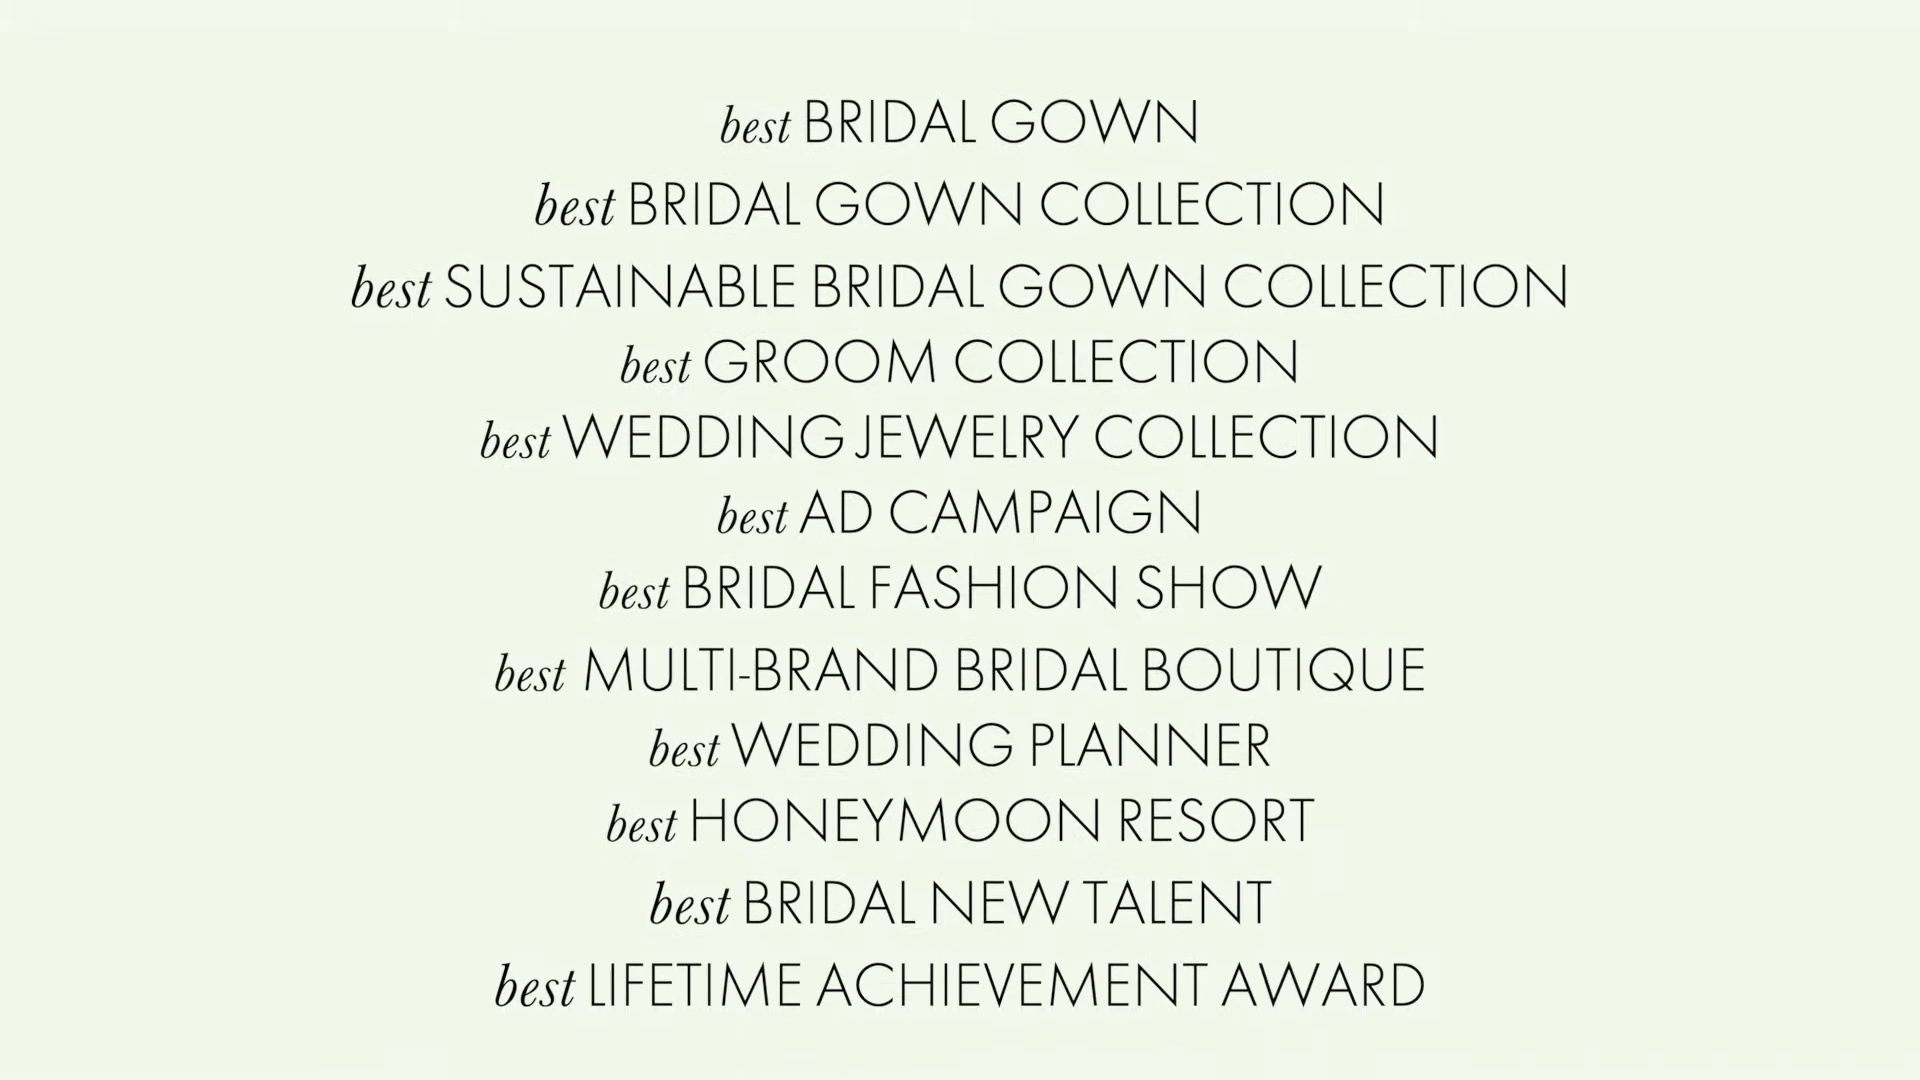 best BRIDAL GOWN
best BRIDAL GOWN COLLECTION
best SUSTAINABLE BRIDAL GOWN COLLECTION
best GROOM COLLECTION
best WEDDING JEWELRY COLLECTION
best AD CAMPAIGN
best BRIDAL FASHION SHOW
best MULTI-BRAND BRIDAL BOUTIQUE
best WEDDING PLANNER
best HONEYMOON RESORT
best BRIDAL NEW TALENT
best LIFETIME ACHIEVEMENT AWARD